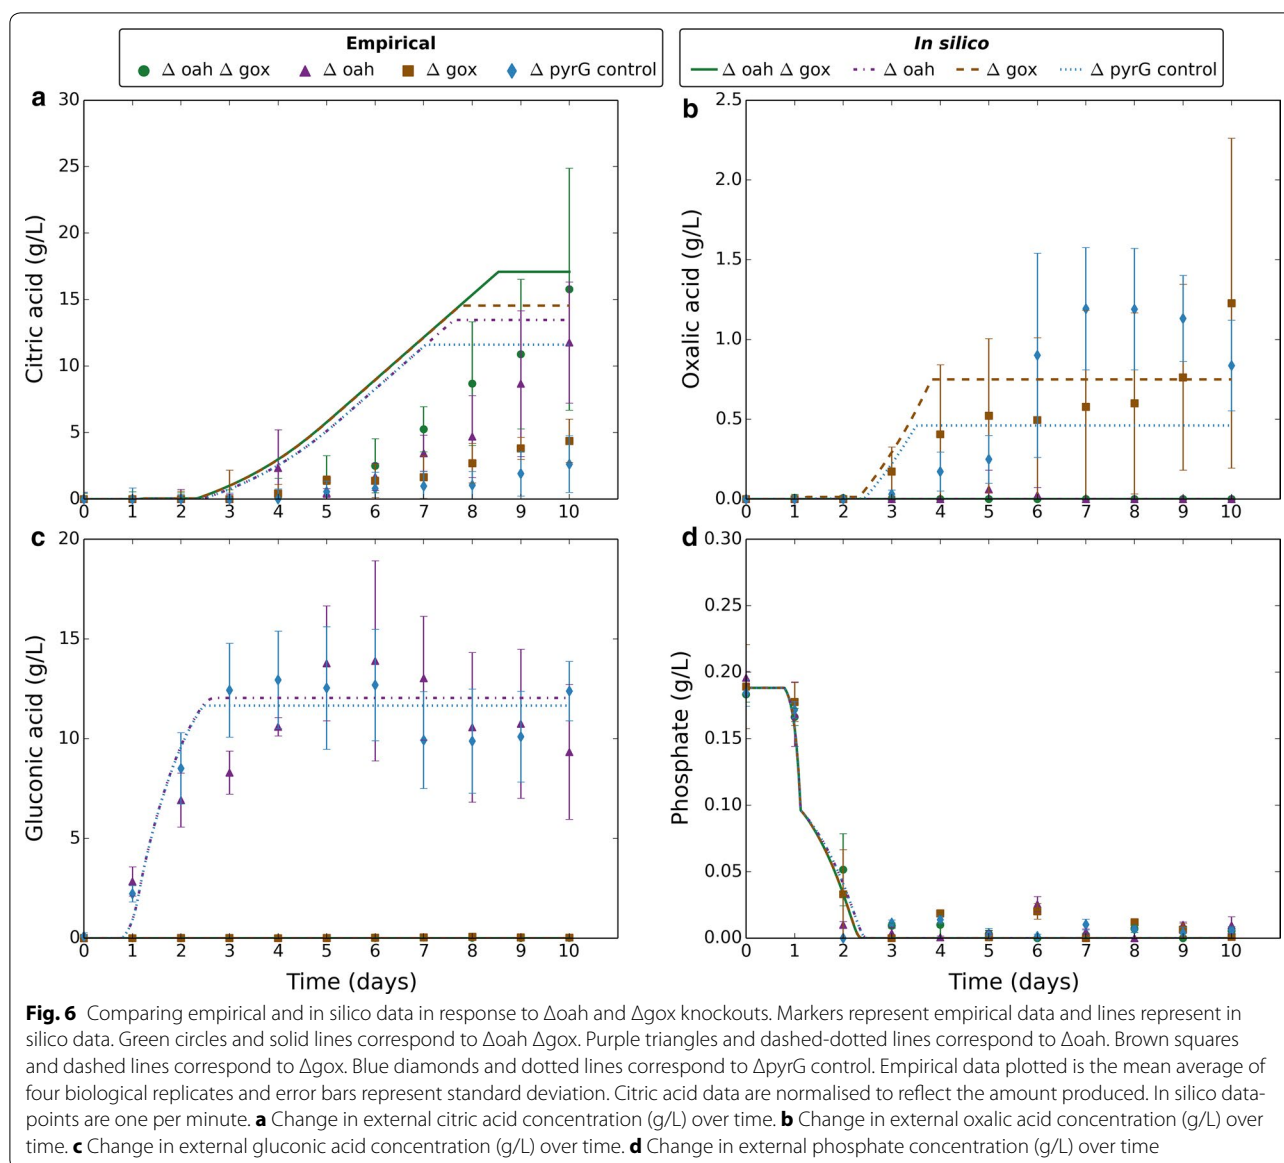 Empirical
Δ oah Δ gox Δ oah Δ gox Δ pyrG control
In silico
Δ oah Δ gox Δ oah Δ gox Δ pyrG control
a
30
25
20
15
10
5
0
Citric acid (g/L)
0 1 2 3 4 5 6 7 8 9 10
b
2.5
2.0
1.5
1.0
0.5
0.0
Oxalic acid (g/L)
0 1 2 3 4 5 6 7 8 9 10
c
20
15
10
5
0
Gluconic acid (g/L)
0 1 2 3 4 5 6 7 8 9 10
Time (days)
d
0.30
0.25
0.20
0.15
0.10
0.05
0.00
Phosphate (g/L)
0 1 2 3 4 5 6 7 8 9 10
Time (days)
Fig. 6 Comparing empirical and in silico data in response to Δoah and Δgox knockouts. Markers represent empirical data and lines represent in
silico data. Green circles and solid lines correspond to Δoah Δgox. Purple triangles and dashed-dotted lines correspond to Δoah. Brown squares
and dashed lines correspond to Δgox. Blue diamonds and dotted lines correspond to ΔpyrG control. Empirical data plotted is the mean average of
four biological replicates and error bars represent standard deviation. Citric acid data are normalised to reflect the amount produced. In silico data-
points are one per minute. a Change in external citric acid concentration (g/L) over time. b Change in external oxalic acid concentration (g/L) over
time. c Change in external gluconic acid concentration (g/L) over time. d Change in external phosphate concentration (g/L) over time